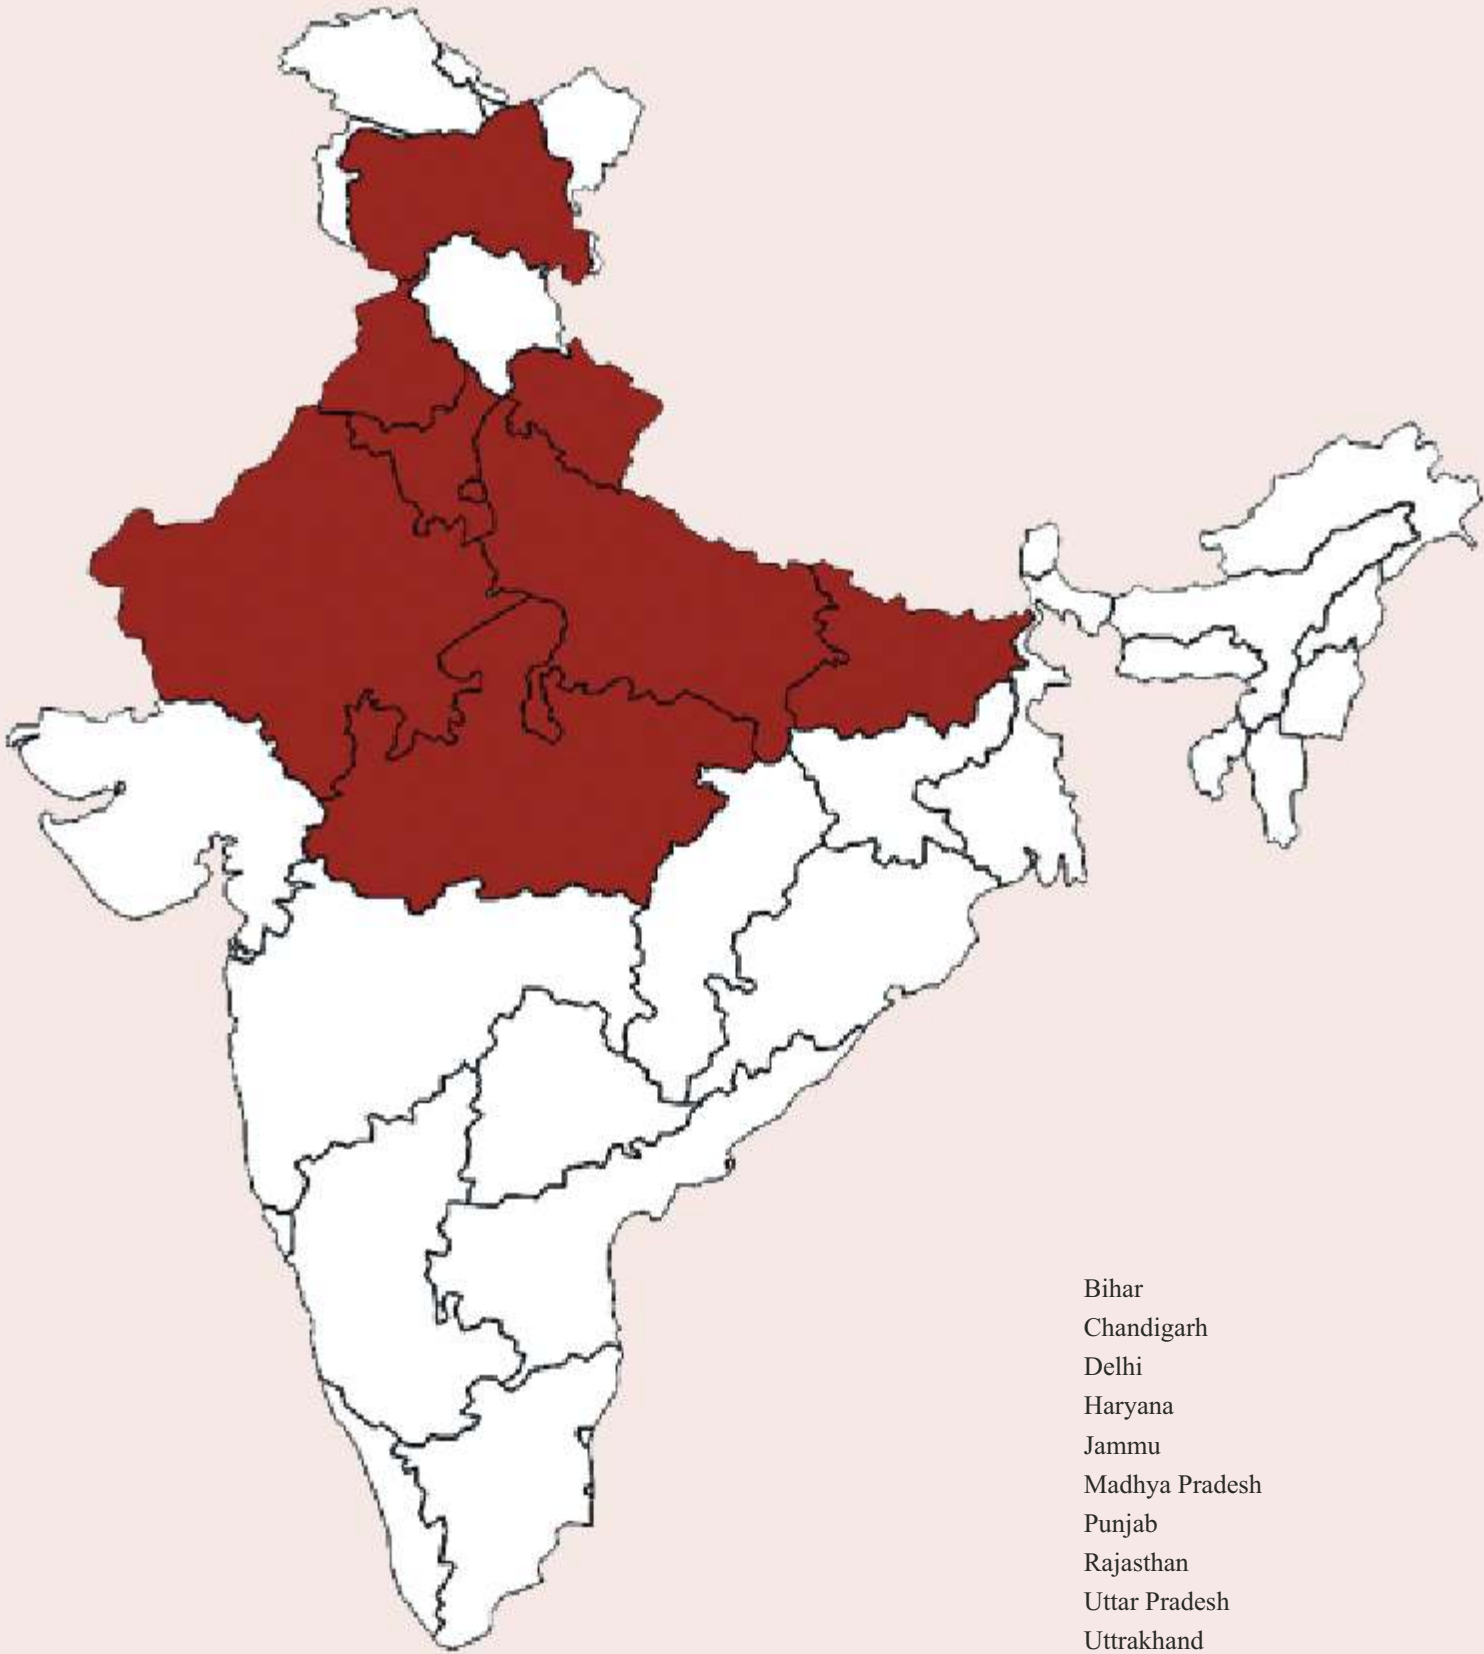 Bihar
Chandigarh
Delhi
Haryana
Jammu
Madhya Pradesh
Punjab
Rajasthan
Uttar Pradesh
Uttrakhand